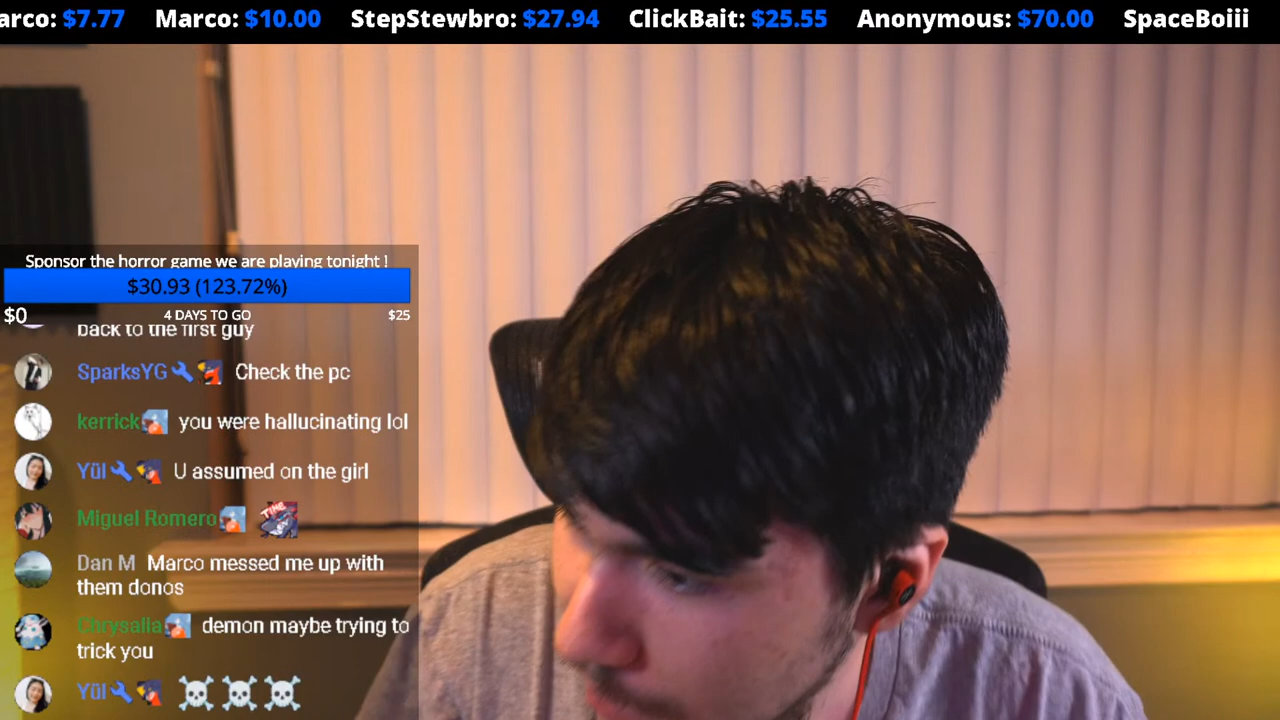 arco: $7.77 Marco: $10.00 StepStewbro: $27.94 ClickBait: $25.55 Anonymous: $70.00 SpaceBoiii
Sponsor the horror game we are playing tonight !
$30.93 (123.72%)
$0 4 DAYS TO GO $25
back to the first guy
SparksYG Check the pc
kerrick you were hallucinating lol
Yül U assumed on the girl
Miguel Romero TIME
Dan M Marco messed me up with
them donos
Chrysalia demon maybe trying to
trick you
Yül